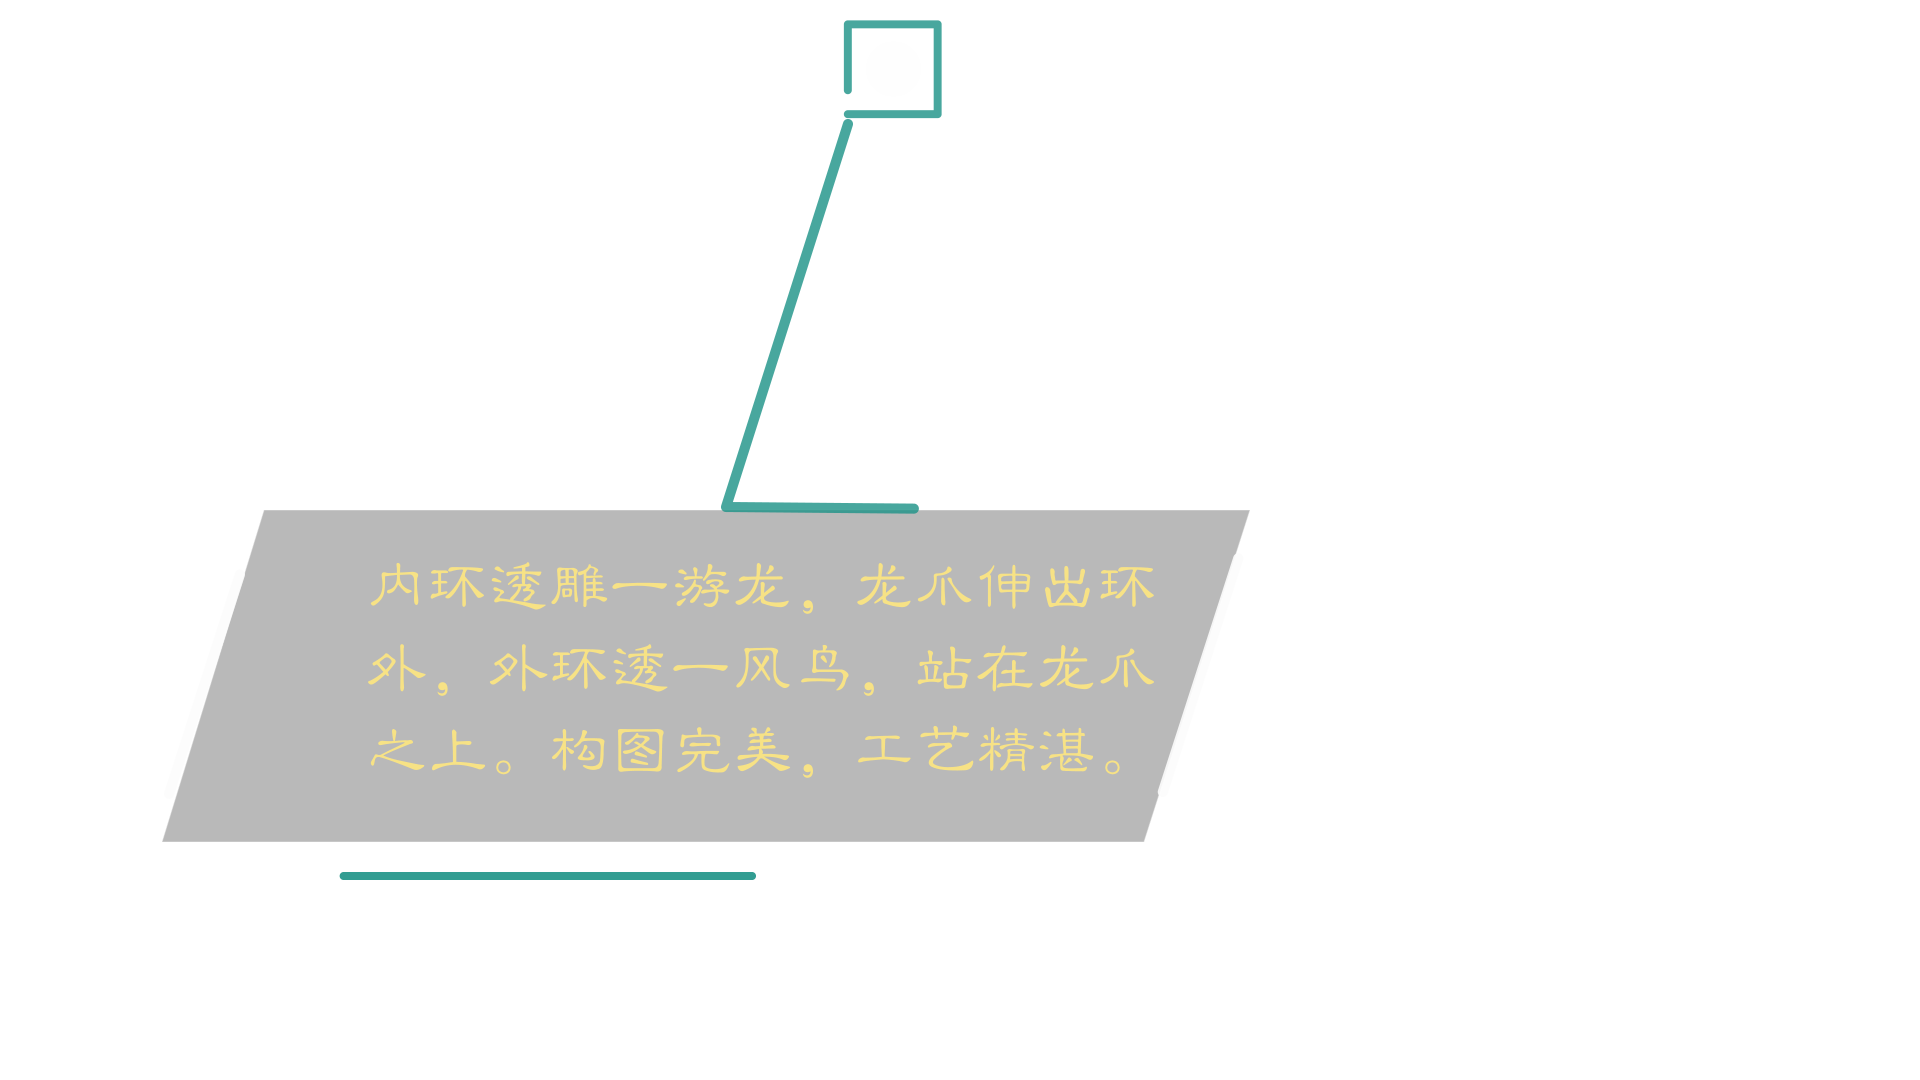 内环透雕一游龙，龙爪伸出环
外，外环透一风鸟，站在龙爪
之上。构图完美，工艺精湛。